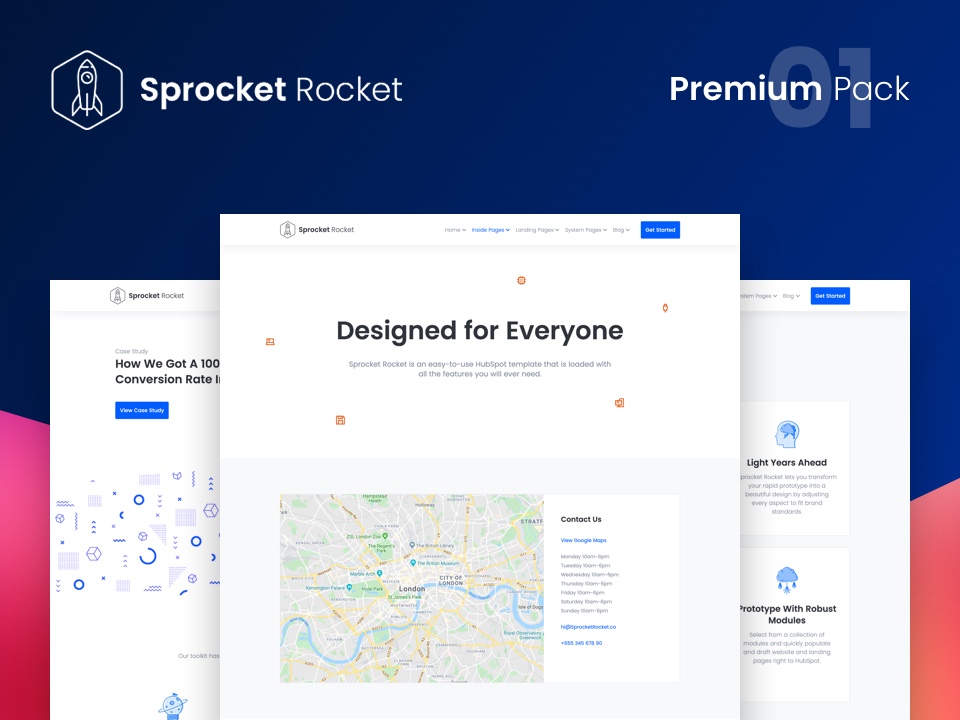 Sprocket Rocket
01
Premium Pack
Sprocket Rocket
Home
Inside Pages
Landing Pages
System Pages
Blog
Get Started
Designed for Everyone
Sprocket Rocket is an easy-to-use HubSpot template that is loaded with
all the features you will ever need.
Sprocket Rocket
Case Study
How We Got A 100
Conversion Rate I
View Case Study
Our toolkit has
Pages
Blog
Get Started
Light Years Ahead
procket Rocket lets you transform
your rapid prototype into a
beautiful design by adjusting
every aspect to fit brand
standards.
Prototype With Robust
Modules
Select from a collection of
modules and quickly populate
and draft website and landing
pages right to HubSpot.
Hampstead
Heath
Holloway
STRATF
ZSL London Zoo
The Regent's
Park
The British Library
The British Museum
Marble Arch
CITY OF
LONDON
Kensington Palace
Hyde Park
London
St. James's Park
WESTMINSTER
KENSINGTON
Isle of Dogs
Royal Observatory
Greenwich
FULHAM
BATTERSEA
CLAPHAM
BRIXTON
PECKHAM
Contact Us
View Google Maps
Monday 10am-6pm
Tuesday 10am-6pm
Wednesday 10am-6pm
Thursday 10am-6pm
Friday 10am-6pm
Saturday 10am-6pm
Sunday 10am-6pm
hi@SprocketRocket.co
+555 345 678 90